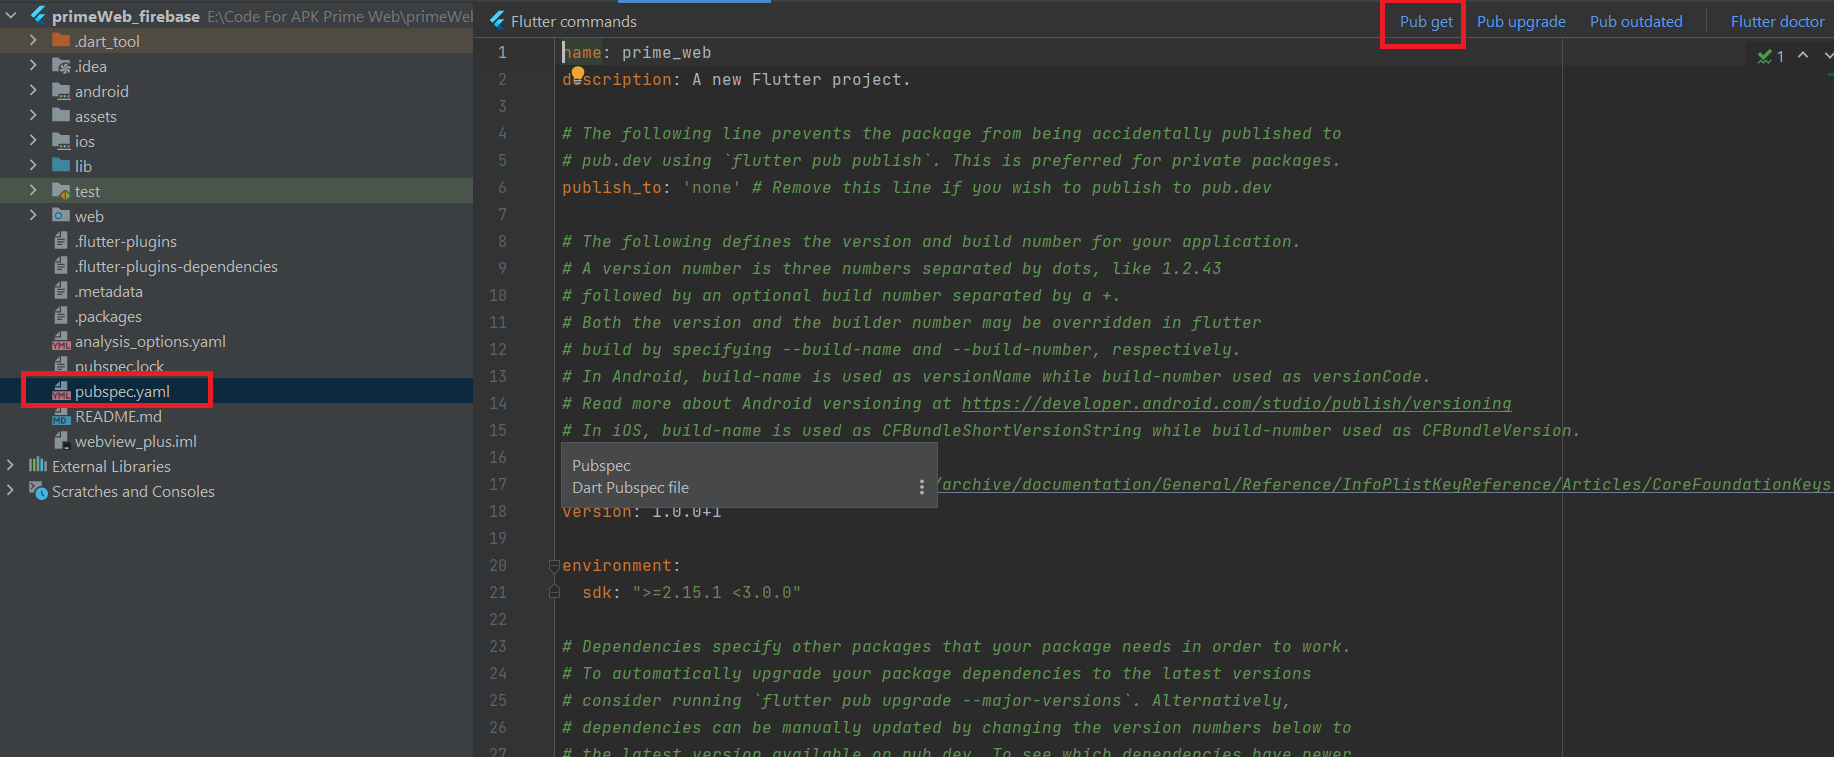 primeWeb_firebase E:\Code For APK Prime Web\primeWel
.dart_tool
.idea
android
assets
ios
lib
test
web
.flutter-plugins
.flutter-plugins-dependencies
.metadata
.packages
analysis_options.yaml
pubspec.lock
pubspec.yaml
README.md
webview_plus.iml
External Libraries
Scratches and Consoles
Flutter commands
Pub get Pub upgrade Pub outdated Flutter doctor
1
1 name: prime_web
2 description: A new Flutter project.
3
4 # The following line prevents the package from being accidentally published to
5 # pub.dev using `flutter pub publish`. This is preferred for private packages.
6 publish_to: 'none' # Remove this line if you wish to publish to pub.dev
7
8 # The following defines the version and build number for your application.
9 # A version number is three numbers separated by dots, like 1.2.43
10 # followed by an optional build number separated by a +.
11 # Both the version and the builder number may be overridden in flutter
12 # build by specifying --build-name and --build-number, respectively.
13 # In Android, build-name is used as versionName while build-number used as versionCode.
14 # Read more about Android versioning at https://developer.android.com/studio/publish/versioning
15 # In iOS, build-name is used as CFBundleShortVersionString while build-number used as CFBundleVersion.
16
Pubspec
Dart Pubspec file
17 /archive/documentation/General/Reference/InfoPlistKeyReference/Articles/CoreFoundationKeys
18 version: 1.0.0+1
19
20 environment:
21 sdk: ">=2.15.1 <3.0.0"
22
23 # Dependencies specify other packages that your package needs in order to work.
24 # To automatically upgrade your package dependencies to the latest versions
25 # consider running `flutter pub upgrade --major-versions`. Alternatively,
26 # dependencies can be manually updated by changing the version numbers below to
27 # the latest version available on pub.dev. To see which dependencies have newer